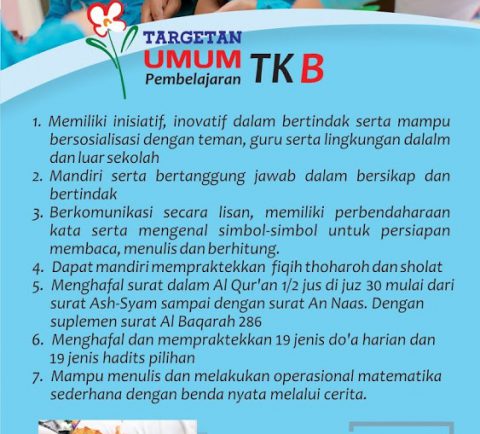 TARGETAN
UMUM
Pembelajaran
TK B
1. Memiliki inisiatif, inovatif dalam bertindak serta mampu
bersosialisasi dengan teman, guru serta lingkungan dalalm
dan luar sekolah
2. Mandiri serta bertanggung jawab dalam bersikap dan
bertindak
3. Berkomunikasi secara lisan, memiliki perbendaharaan
kata serta mengenal simbol-simbol untuk persiapan
membaca, menulis dan berhitung.
4. Dapat mandiri mempraktekkan fiqih thoharoh dan sholat
5. Menghafal surat dalam Al Qur'an 1/2 jus di juz 30 mulai dari
surat Ash-Syam sampai dengan surat An Naas. Dengan
suplemen surat Al Baqarah 286
6. Menghafal dan mempraktekkan 19 jenis do'a harian dan
19 jenis hadits pilihan
7. Mampu menulis dan melakukan operasional matematika
sederhana dengan benda nyata melalui cerita.